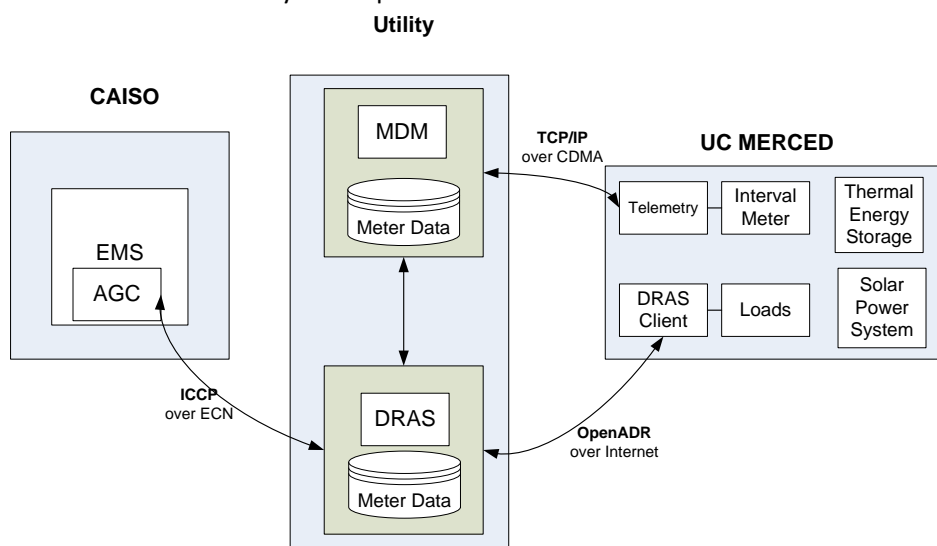 Utility
CAISO
EMS
AGC
ICCP
over ECN
MDM
Meter Data
DRAS
Meter Data
TCP/IP
over CDMA
OpenADR
over Internet
UC MERCED
Telemetry
Interval
Meter
Thermal
Energy
Storage
DRAS
Client
Loads
Solar
Power
System